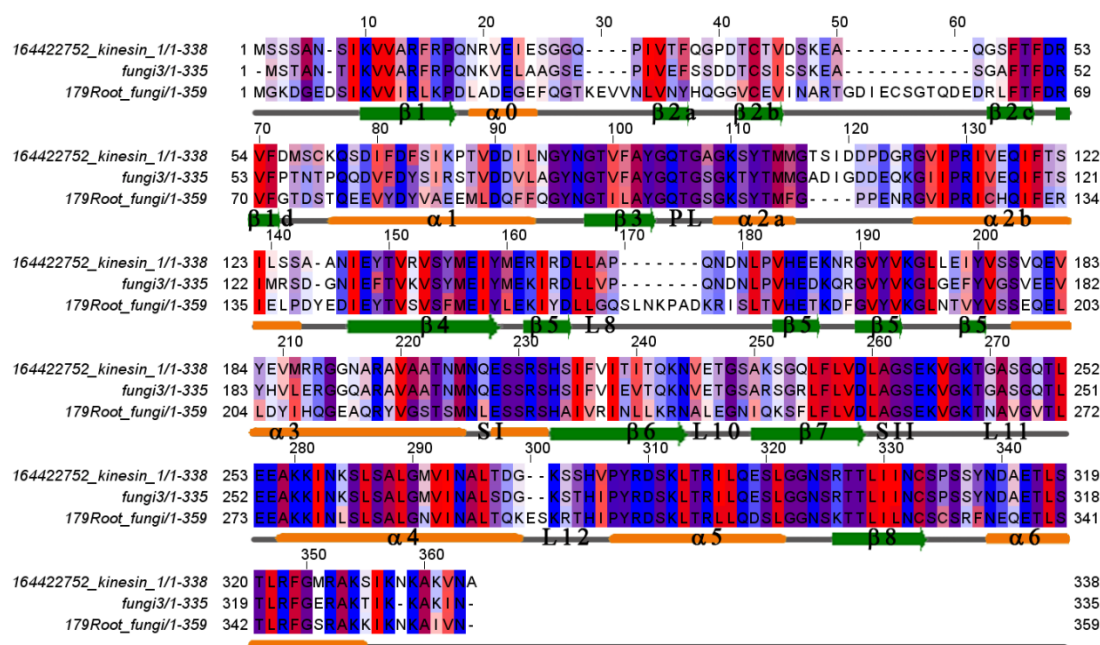 10 20 30 40 50 60
164422752_kinesin_1/1-338 1 MSSSAN-SIKVVARFRPQNRVEIESGGQ----PIVTFQGPDTCTVDSKEA-----------QGSFTFDR 53
fungi3/1-335 1 -MSTAN-TIKVVARFRPQNKVELAAGSE----PIVEFSSDDTCSISSKEA-----------SGAFTFDR 52
179Root_fungi/1-359 1 MGKDGEDSIKVVIRLKPDLADEGEFQGTKEVVNLVNYHQGGVCEVINARTGDIECSGTQDEDRLFTFDR 69
β1 α0 β2a β2b β2c
70 80 90 100 110 120 130
164422752_kinesin_1/1-338 54 VFDMSCKQSDIFDFSIKPTVDDILNGYNGTVFAYGQTGAGKSYTMMGTSIDDPDGRGVIPRIVEQIFTS 122
fungi3/1-335 53 VFPTNTPQQDVFDYSIRSTVDDVLAGYNGTVFAYGQTGSGKSYTMMGADIGDDEQKGIIPRIVEQIFTS 121
179Root_fungi/1-359 70 VFGTDSTQEEVYDYVAEEMLDQFFQGYNGTILAYGQTGSGKSYTMFG----PPENRGVIPRICHQIFER 134
β1d α1 β3 PL α2a α2b
140 150 160 170 180 190 200
164422752_kinesin_1/1-338 123 ILSSA-ANIEYTVRVSYMEIYMERIRDLLAP-------QNDNLPVHEEKNRGVYVKGLLEIYVSSVQEV 183
fungi3/1-335 122 IMRSD-GNIEFTVKVSYMEIYMEKIRDLLAP-------QNDNLPVHEDKQRGVYVKGLGEFYVGSVEEV 182
179Root_fungi/1-359 135 IELPDYEDIEYTVSVSFMEIYLEKIYDLLGQSLNKPADKRISLTVHETKDFGVYVKGLNTVYVSSEQEL 203
β4 β5 L8 β5 β5 β5
210 220 230 240 250 260 270
164422752_kinesin_1/1-338 184 YEVMRRGGNARAVAATNMNQESSRSHSIFVITITQKNVETGSAKSGQLFLVDLAGSEKVGKTGASGQTL 252
fungi3/1-335 183 YHVLERGGQARAVAATNMNQESSRSHSIFVIEVTQKNVETGSARSGRLFLVDLAGSEKVGKTGASGQTL 251
179Root_fungi/1-359 204 LDYIHQGEAQRYVGSTSMNLESSRSHAIVRINLLKRNALEGNIQKSFLFLVDLAGSEKVGKTNAVGVTL 272
α3 SI β6 L10 β7 SII L11
280 290 300 310 320 330 340
164422752_kinesin_1/1-338 253 EEAKKINKSLSALGMVINALTDG--KSSHVPYRDSKLTRILQESLGGNSRTTLIINCSPSSYNDAETLS 319
fungi3/1-335 252 EEAKKINKSLSALGMVINALSDG--KSTHIPYRDSKLTRILQESLGGNSRTTLIINCSPSSYNDAETLS 318
179Root_fungi/1-359 273 EEAKKINLSLSALGNVINALTQKESKRTHIPYRDSKLTRLLQDSLGGNSKTTLILNCSCSRFNEQETLS 341
α4 L12 α5 β8 α6
350 360
164422752_kinesin_1/1-338 320 TLRFGMRAKSIKNKAKVNA 338
fungi3/1-335 319 TLRFGERAKTIK-KAKIN- 335
179Root_fungi/1-359 342 TLRFGSRAKAIKNKAIVN- 359